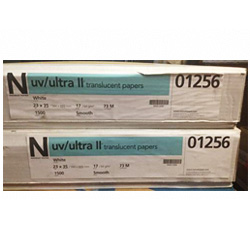 N uv/ultra II translucent papers 01256
White
23 x 35 17 15 M
1500 Smooth
N uv/ultra II translucent papers 01256
White
23 x 35 17 15 M
1500 Smooth